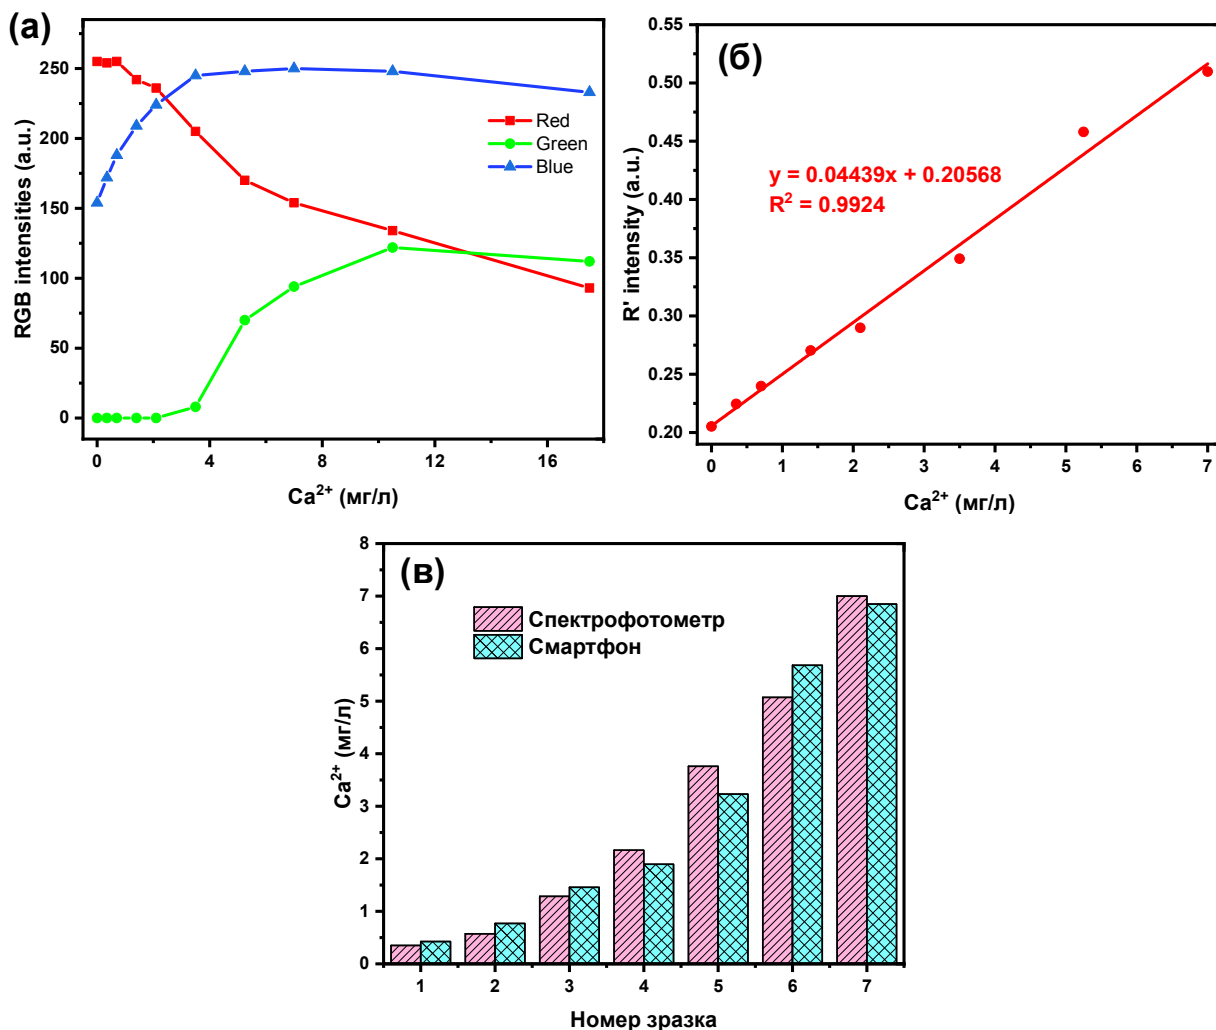 (а)
RGB intensities (a.u.)
250
200
150
100
50
0
0
4
8
12
16
Red
Green
Blue
Ca²⁺ (мг/л)
(б)
R' intensity (a.u.)
0.55
0.50
0.45
0.40
0.35
0.30
0.25
0.20
y = 0.04439x + 0.20568
R² = 0.9924
0
1
2
3
4
5
6
7
Ca²⁺ (мг/л)
(в)
Ca²⁺ (мг/л)
8
7
6
5
4
3
2
1
0
Спектрофотометр
Смартфон
1
2
3
4
5
6
7
Номер зразка